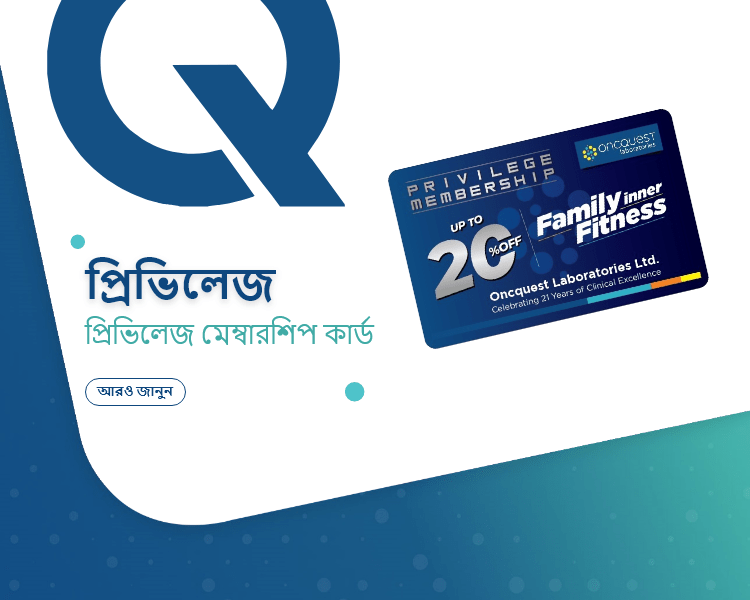 প্রিভিলেজ
প্রিভিলেজ মেম্বারশিপ কার্ড
আরও জানুন
PRIVILEGE
MEMBERSHIP
ONCQUEST
laboratories
UP TO
20%OFF
Family inner
Fitness
Oncquest Laboratories Ltd.
Celebrating 21 Years of Clinical Excellence